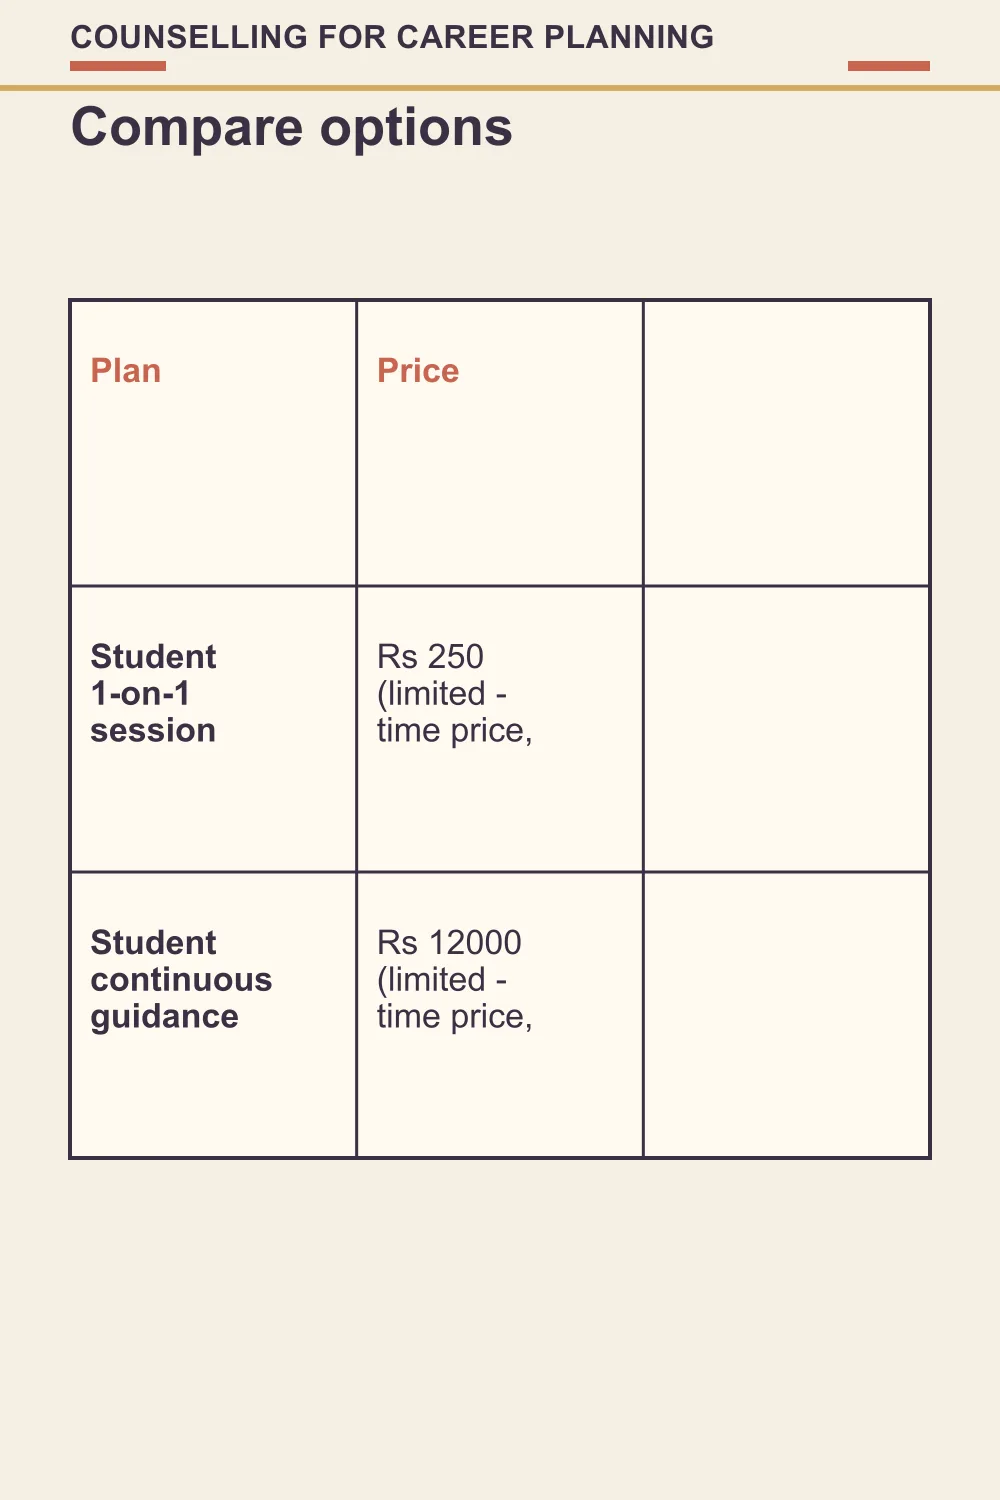 COUNSELLING FOR CAREER PLANNING
Compare options
Plan
Price
Student
1-on-1
session
Rs 250
(limited -
time price,
Student
continuous
guidance
Rs 12000
(limited -
time price,